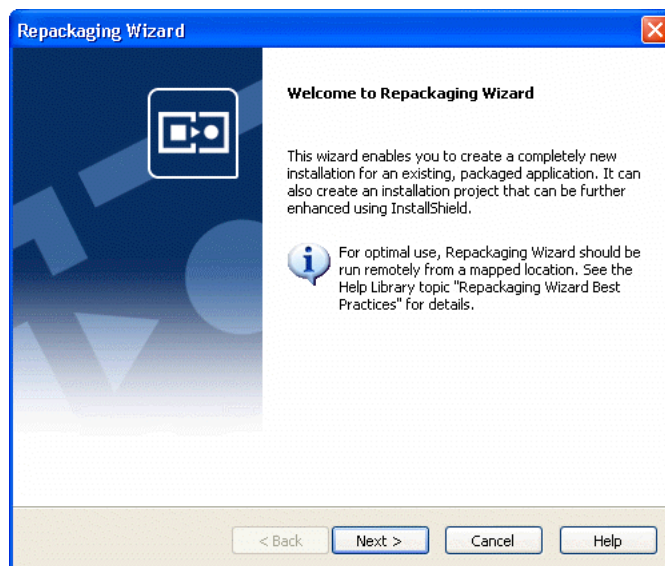 Repackaging Wizard
Welcome to Repackaging Wizard
This wizard enables you to create a completely new
installation for an existing, packaged application. It can
also create an installation project that can be further
enhanced using InstallShield.
For optimal use, Repackaging Wizard should be
run remotely from a mapped location. See the
Help Library topic "Repackaging Wizard Best
Practices" for details.
< Back Next > Cancel Help